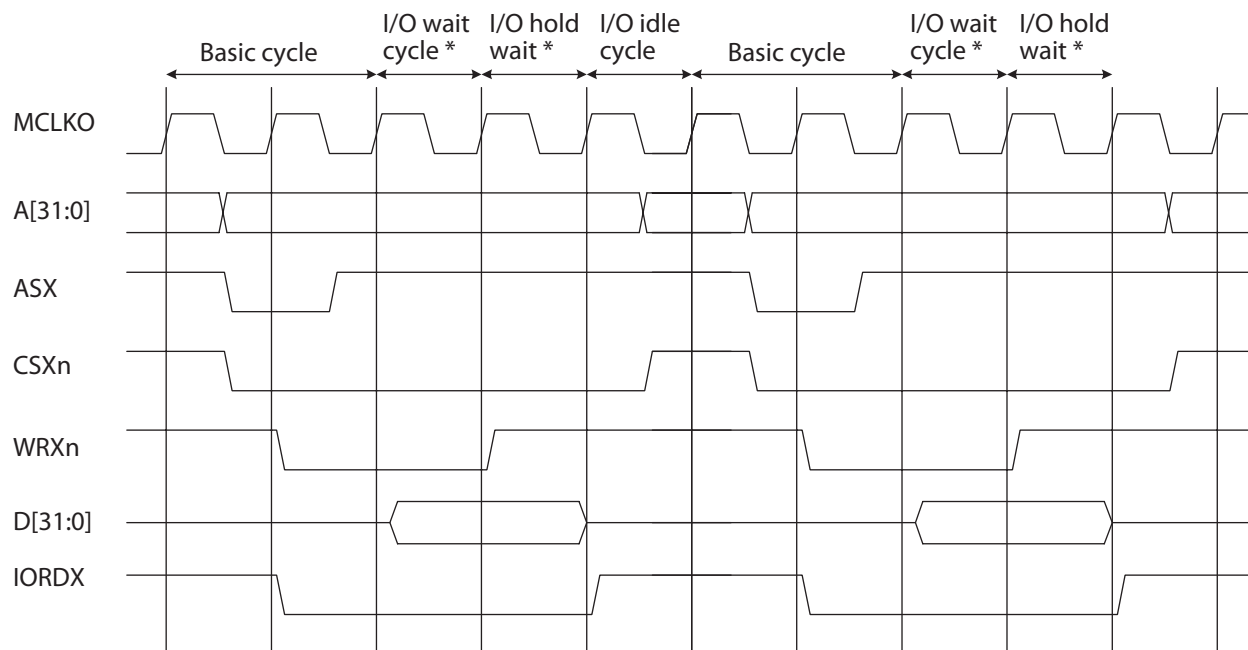 I/O wait I/O hold I/O idle I/O wait I/O hold
Basic cycle cycle * wait * cycle Basic cycle cycle * wait *
MCLKO
A[31:0]
ASX
CSXn
WRXn
D[31:0]
IORDX